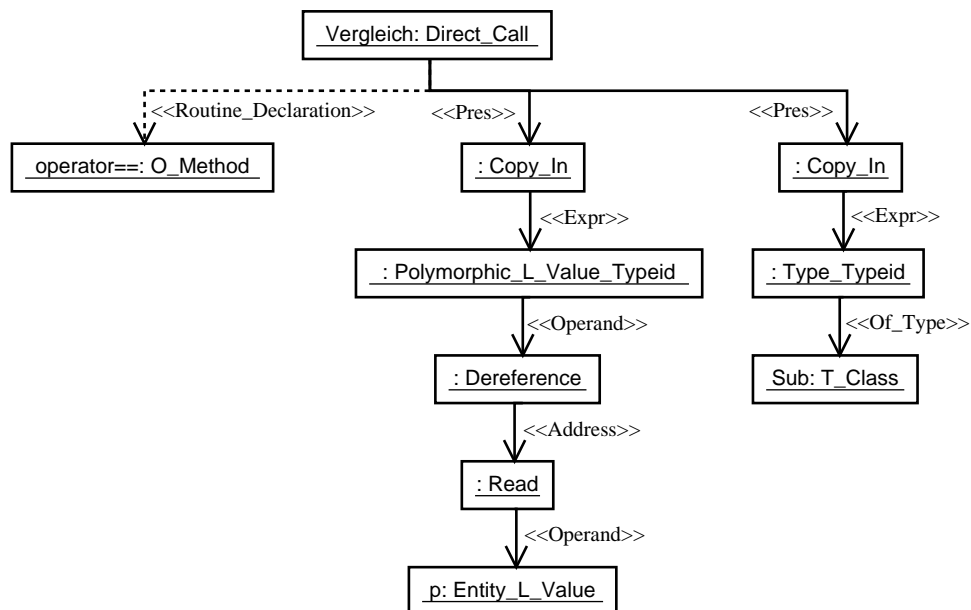 Vergleich: Direct_Call
<<Routine_Declaration>>
<<Pres>>
<<Pres>>
operator==: O_Method
: Copy_In
: Copy_In
<<Expr>>
<<Expr>>
: Polymorphic_L_Value_Typeid
: Type_Typeid
<<Operand>>
<<Of_Type>>
: Dereference
Sub: T_Class
<<Address>>
: Read
<<Operand>>
p: Entity_L_Value